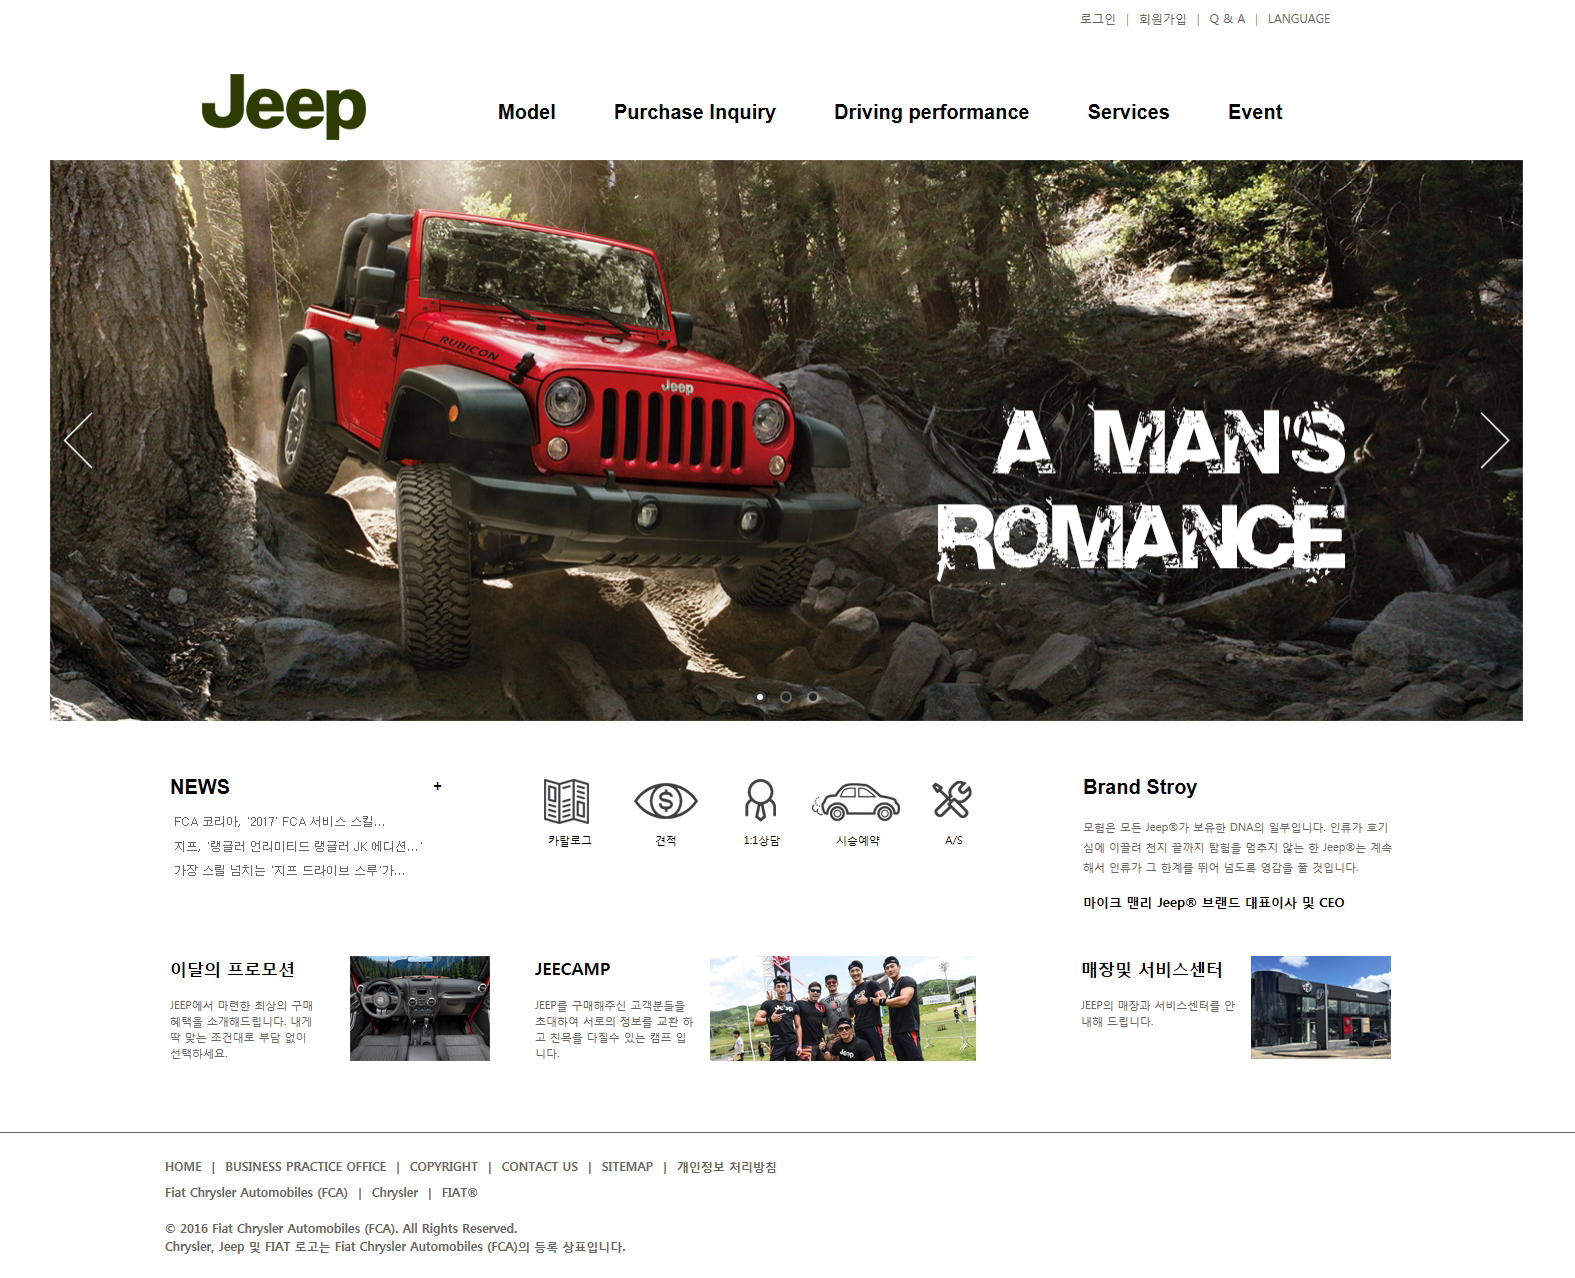 로그인 | 회원가입 | Q & A | LANGUAGE
Jeep
Model Purchase Inquiry Driving performance Services Event
RUBICON
Jeep
A MAN'S
ROMANCE
NEWS +
FCA 코리아, '2017' FCA 서비스 스킬...
지프, '랭글러 언리미티드 랭글러 JK 에디션...'
가장 스릴 넘치는 '지프 드라이브 스루'가...
카탈로그 견적 1:1상담 시승예약 A/S
Brand Stroy
모험은 모든 Jeep®가 보유한 DNA의 일부입니다. 인류가 호기
심에 이끌려 천지 끝까지 탐험을 멈추지 않는 한 Jeep®는 계속
해서 인류가 그 한계를 뛰어 넘도록 영감을 줄 것입니다.
마이크 맨리 Jeep® 브랜드 대표이사 및 CEO
이달의 프로모션
JEEP에서 마련한 최상의 구매
혜택을 소개해드립니다. 내게
딱 맞는 조건대로 부담 없이
선택하세요.
JEECAMP
JEEP를 구매해주신 고객분들을
초대하여 서로의 정보를 교환 하
고 친목을 다질수 있는 캠프 입
니다.
Jeep
Jeep
매장및 서비스센터
JEEP의 매장과 서비스센터를 안
내해 드립니다.
HOME | BUSINESS PRACTICE OFFICE | COPYRIGHT | CONTACT US | SITEMAP | 개인정보 처리방침
Fiat Chrysler Automobiles (FCA) | Chrysler | FIAT®
© 2016 Fiat Chrysler Automobiles (FCA). All Rights Reserved.
Chrysler, Jeep 및 FIAT 로고는 Fiat Chrysler Automobiles (FCA)의 등록 상표입니다.